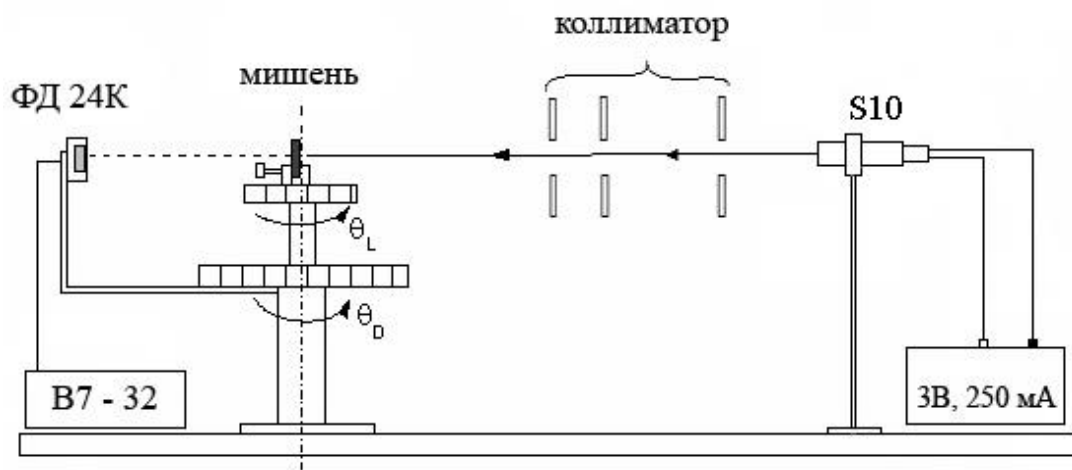 коллиматор
мишень
ФД 24К
S10
θL
θD
В7 - 32
3В, 250 мА